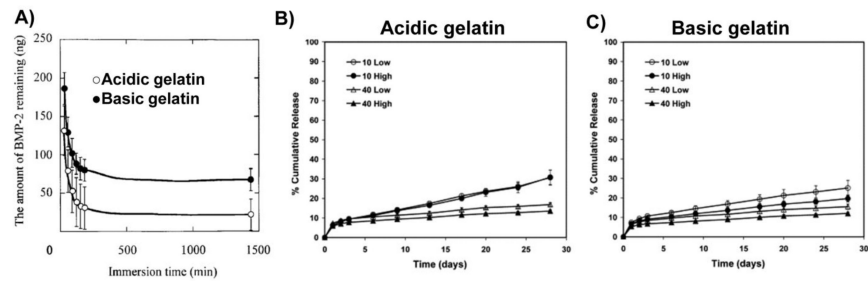 A)
The amount of BMP-2 remaining (ng)
250
200
150
100
50
0
500
1000
1500
Immersion time (min)
Acidic gelatin
Basic gelatin
B)
Acidic gelatin
% Cumulative Release
100
90
80
70
60
50
40
30
20
10
0
0
5
10
15
20
25
30
Time (days)
10 Low
10 High
40 Low
40 High
C)
Basic gelatin
% Cumulative Release
100
90
80
70
60
50
40
30
20
10
0
0
5
10
15
20
25
30
Time (days)
10 Low
10 High
40 Low
40 High